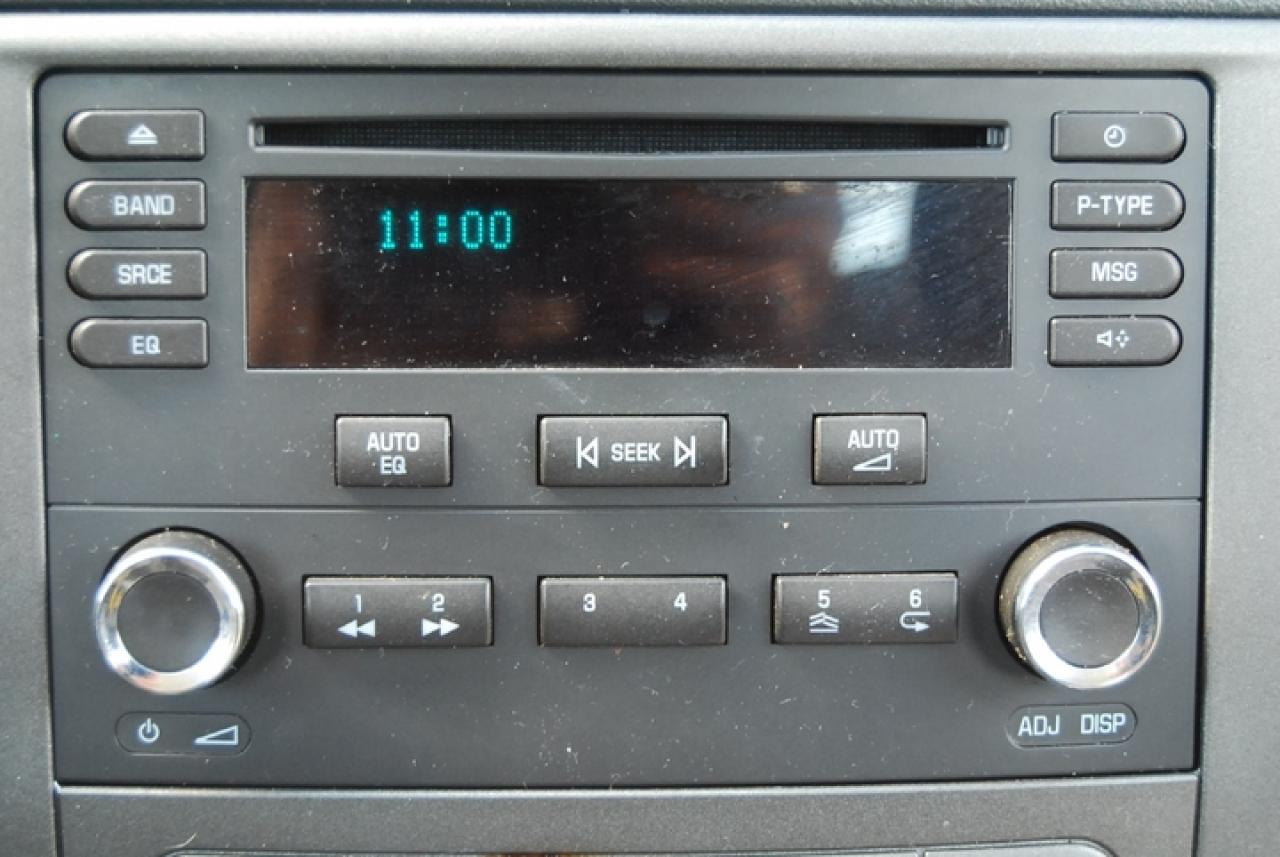 BAND
SRCE
EQ
11:00
P-TYPE
MSG
AUTO
EQ
SEEK
AUTO
1 2
3 4
5 6
ADJ DISP